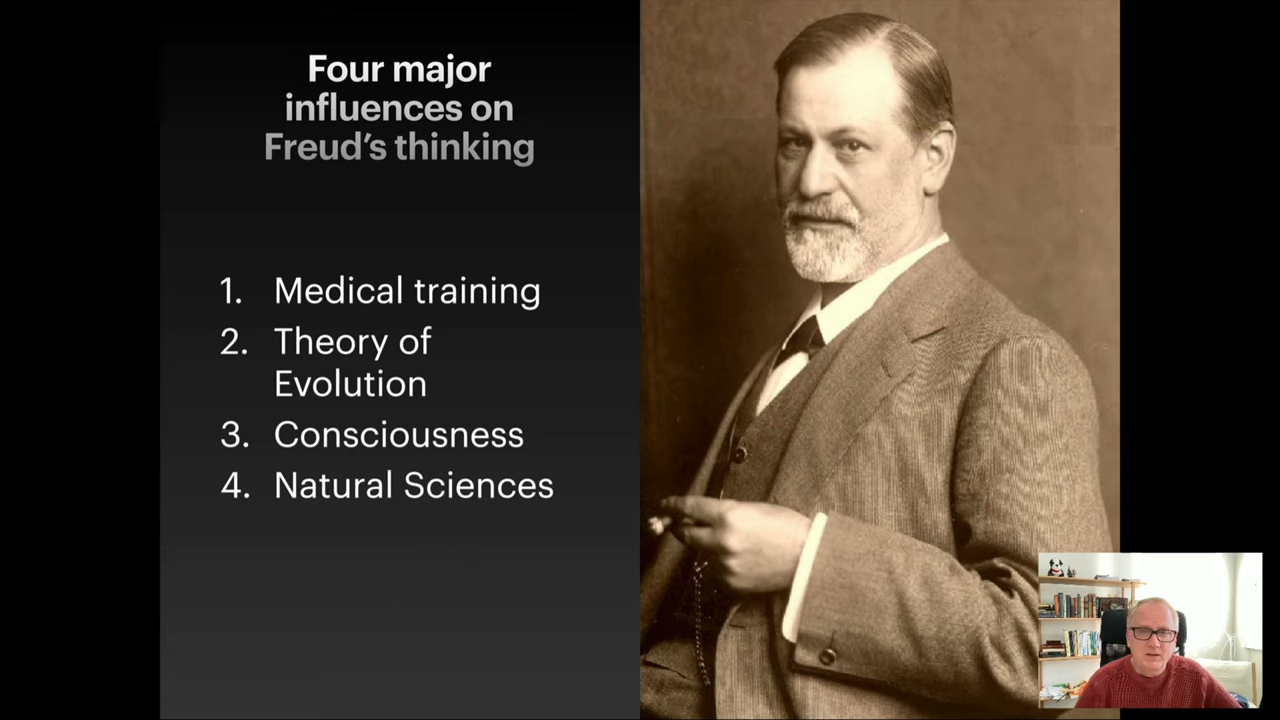 Four major
influences on
Freud’s thinking
1. Medical training
2. Theory of
Evolution
3. Consciousness
4. Natural Sciences